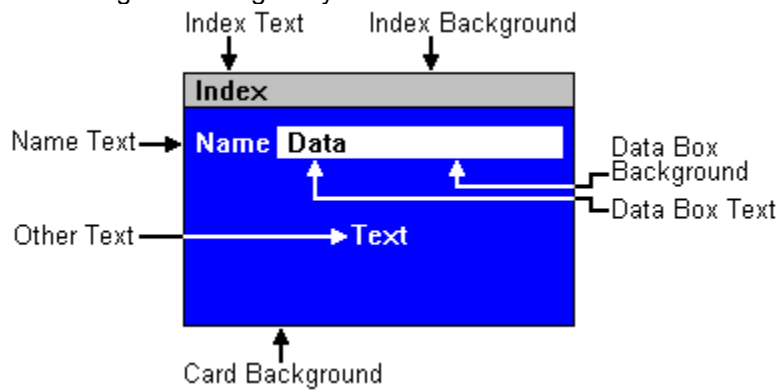 Index Text
Index Background
Index
Name Text
Name
Data
Data Box
Background
Data Box Text
Other Text
Text
Card Background